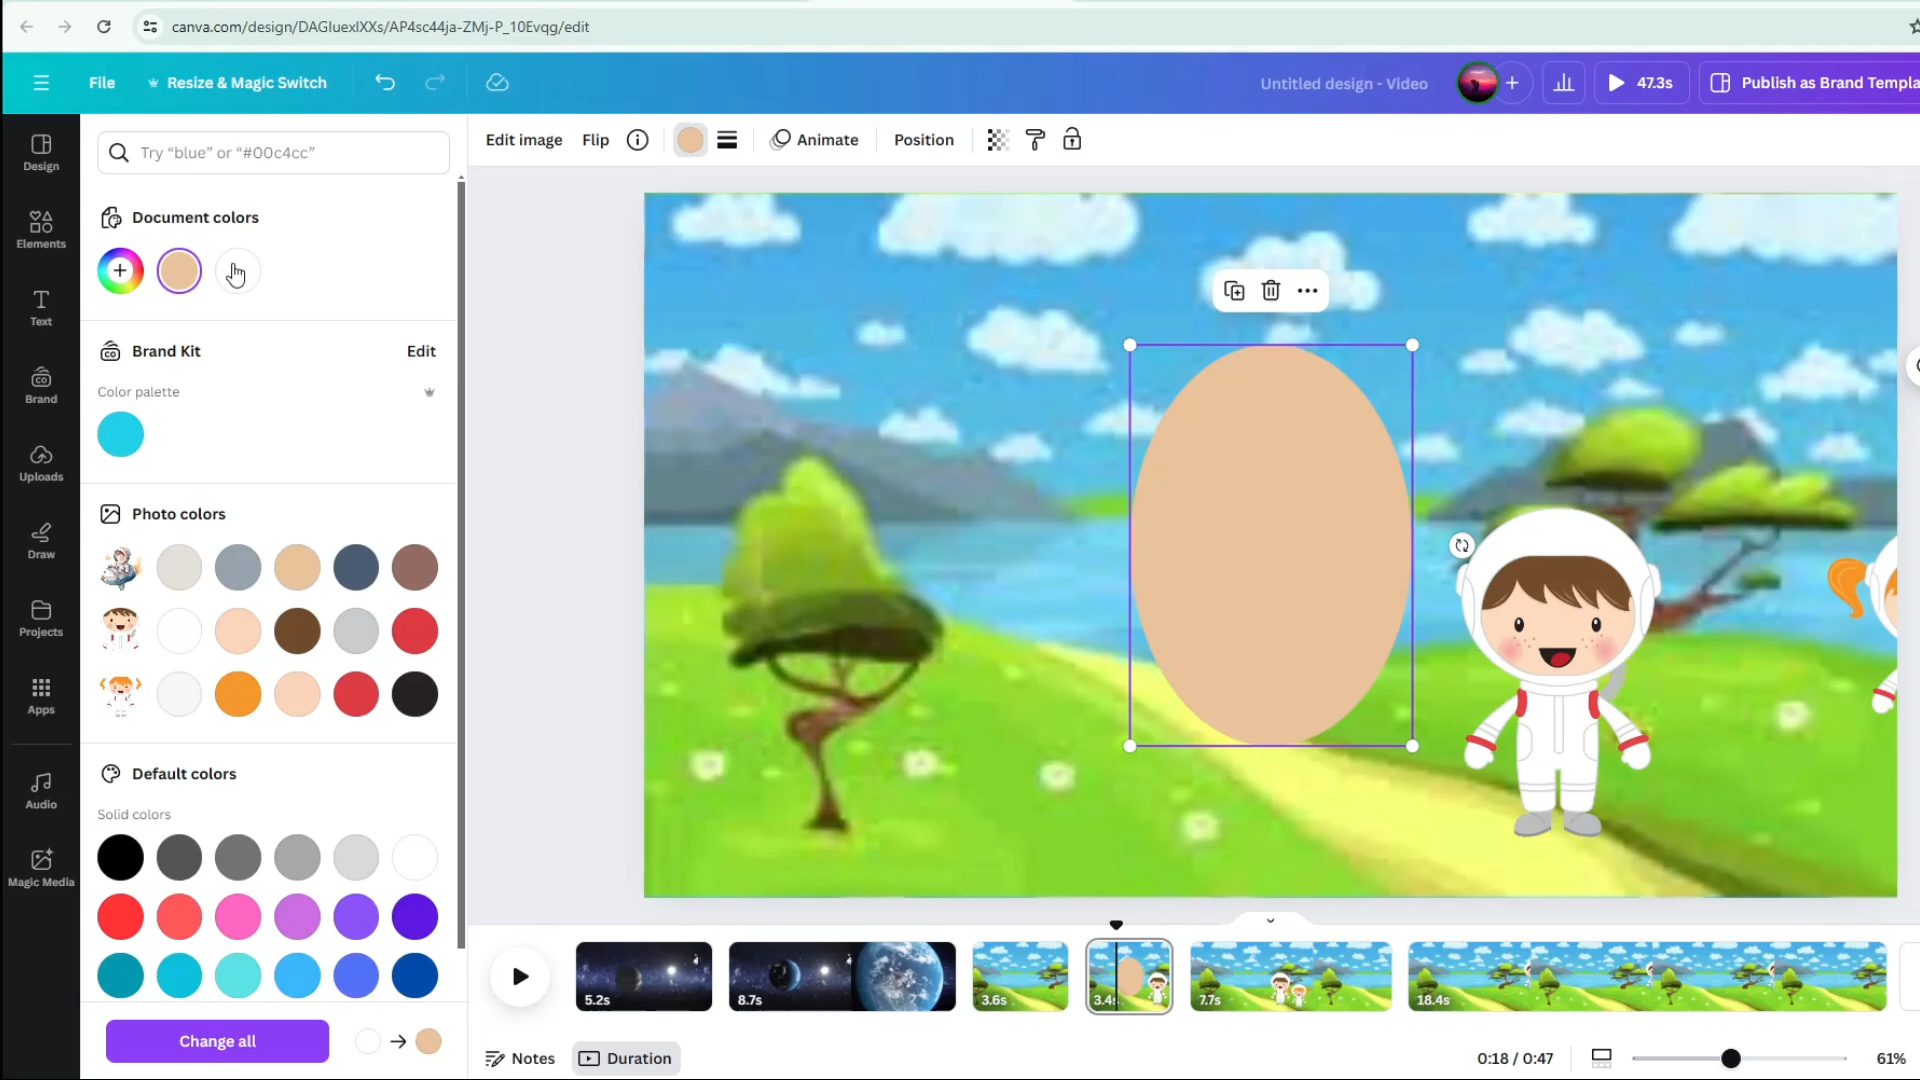 canva.com/design/DAGIuexIXXs/AP4sc44ja-ZMj-P_10Evqg/edit
File
Resize & Magic Switch
Untitled design - Video
47.3s
Publish as Brand Templa
Design
Elements
Text
Brand
Uploads
Draw
Projects
Apps
Audio
Magic Media
Try “blue” or “#00c4cc”
Document colors
Brand Kit
Edit
Color palette
Photo colors
Default colors
Solid colors
Change all
Edit image
Flip
Animate
Position
5.2s
8.7s
3.6s
3.4s
7.7s
18.4s
Notes
Duration
0:18 / 0:47
61%